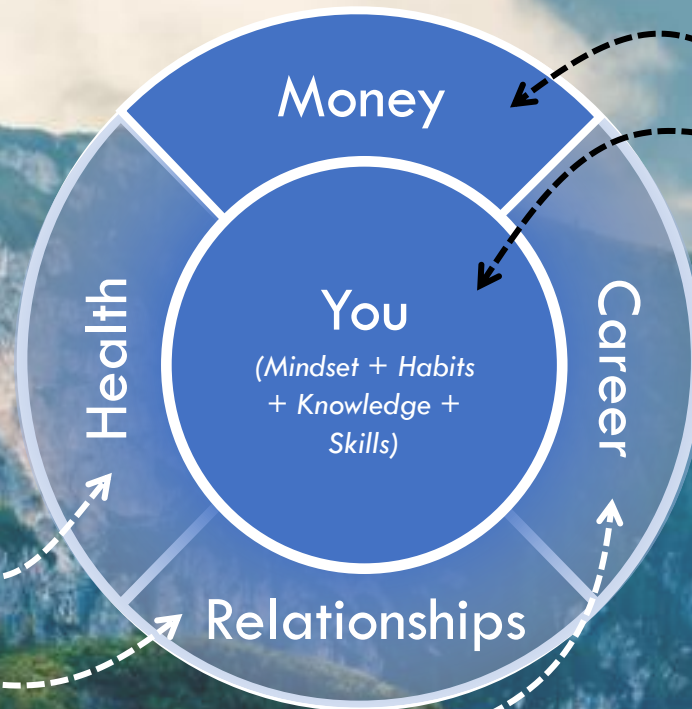 Money
Health
You
(Mindset + Habits
+ Knowledge +
Skills)
Career
Relationships